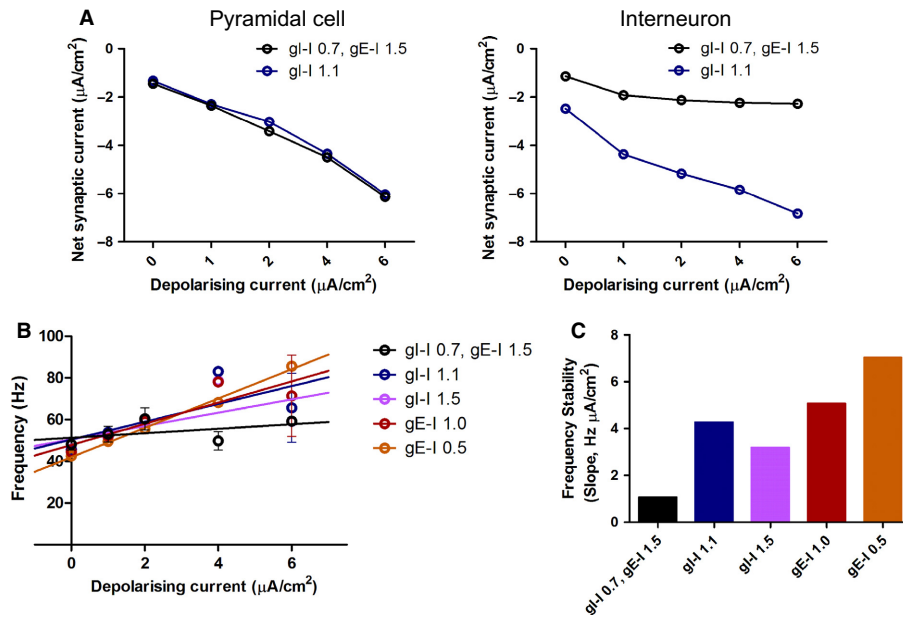 A
Pyramidal cell
gI-I 0.7, gE-I 1.5
gI-I 1.1
Net synaptic current (μA/cm²)
0
–2
–4
–6
–8
0 1 2 4 6
Depolarising current (μA/cm²)
Interneuron
gI-I 0.7, gE-I 1.5
gI-I 1.1
Net synaptic current (μA/cm²)
0
–2
–4
–6
–8
0 1 2 4 6
Depolarising current (μA/cm²)
B
Frequency (Hz)
100
80
60
40
20
0 2 4 6
Depolarising current (μA/cm²)
gI-I 0.7, gE-I 1.5
gI-I 1.1
gI-I 1.5
gE-I 1.0
gE-I 0.5
C
Frequency Stability
(Slope, Hz μA/cm²)
8
6
4
2
0
gI-I 0.7, gE-I 1.5
gI-I 1.1
gI-I 1.5
gE-I 1.0
gE-I 0.5